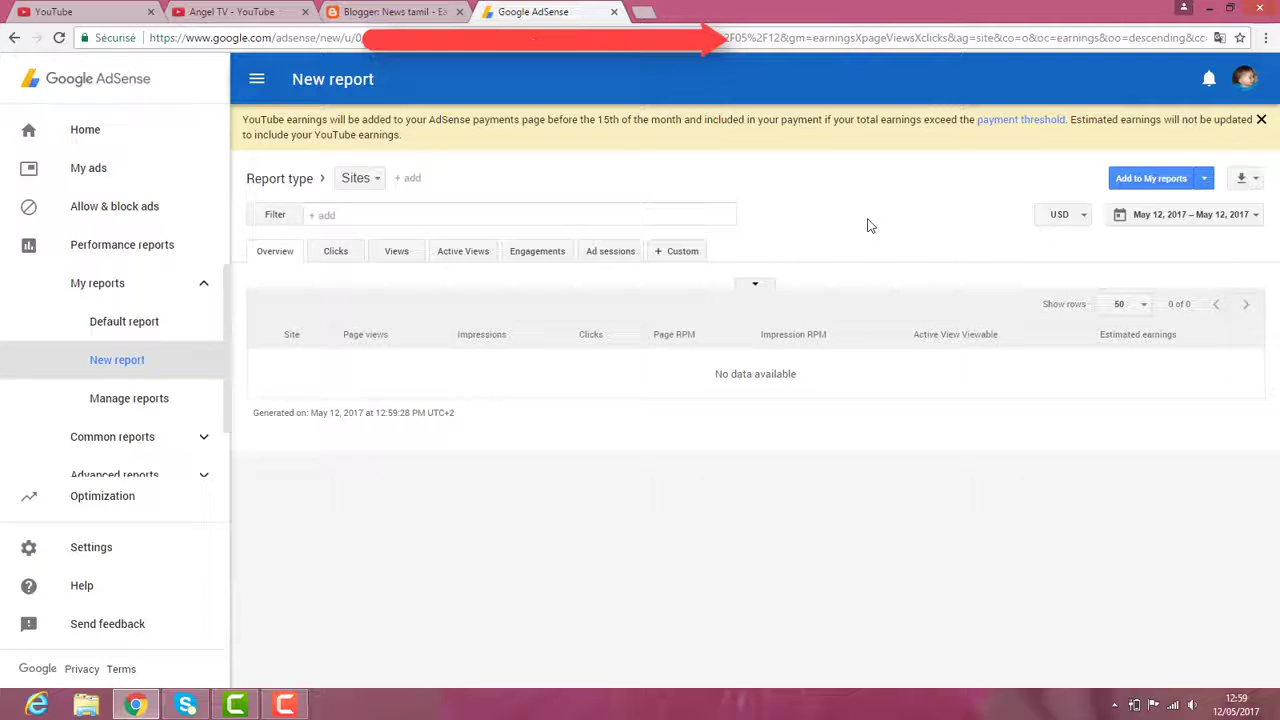 YouTube
Angel TV - YouTube
Blogger: News tamil - Ea
Google AdSense
Sécurisé
https://www.google.com/adsense/new/u/0
2F05%2F12&gm=earningsXpageViewsXclicks&ag=site&co=o&oc=earnings&oo=descending&cc
Google AdSense
New report
YouTube earnings will be added to your AdSense payments page before the 15th of the month and included in your payment if your total earnings exceed the payment threshold. Estimated earnings will not be updated
to include your YouTube earnings.
Home
My ads
Allow & block ads
Performance reports
My reports
Default report
New report
Manage reports
Common reports
Advanced reports
Optimization
Settings
Help
Send feedback
Google Privacy Terms
Report type
Sites
+ add
Add to My reports
Filter
+ add
USD
May 12, 2017 – May 12, 2017
Overview
Clicks
Views
Active Views
Engagements
Ad sessions
+ Custom
Show rows
50
0 of 0
Site
Page views
Impressions
Clicks
Page RPM
Impression RPM
Active View Viewable
Estimated earnings
No data available
Generated on: May 12, 2017 at 12:59:28 PM UTC+2
12:59
12/05/2017